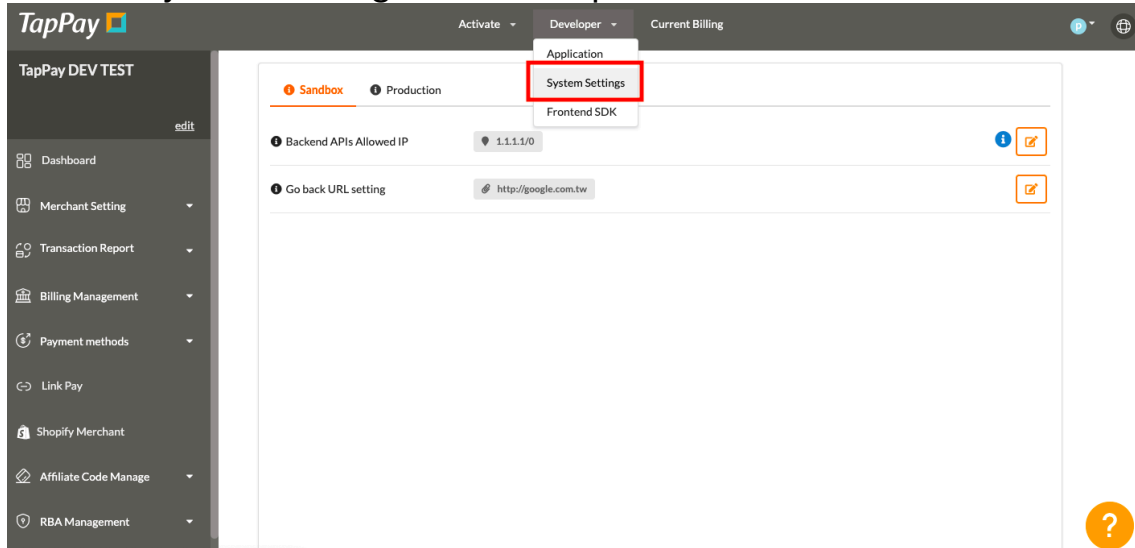 TapPay
Activate
Developer
Current Billing
P
Application
System Settings
Frontend SDK
TapPay DEV TEST
edit
Sandbox
Production
Backend APIs Allowed IP
1.1.1.1/0
Go back URL setting
http://google.com.tw
Dashboard
Merchant Setting
Transaction Report
Billing Management
Payment methods
Link Pay
Shopify Merchant
Affiliate Code Manage
RBA Management
?